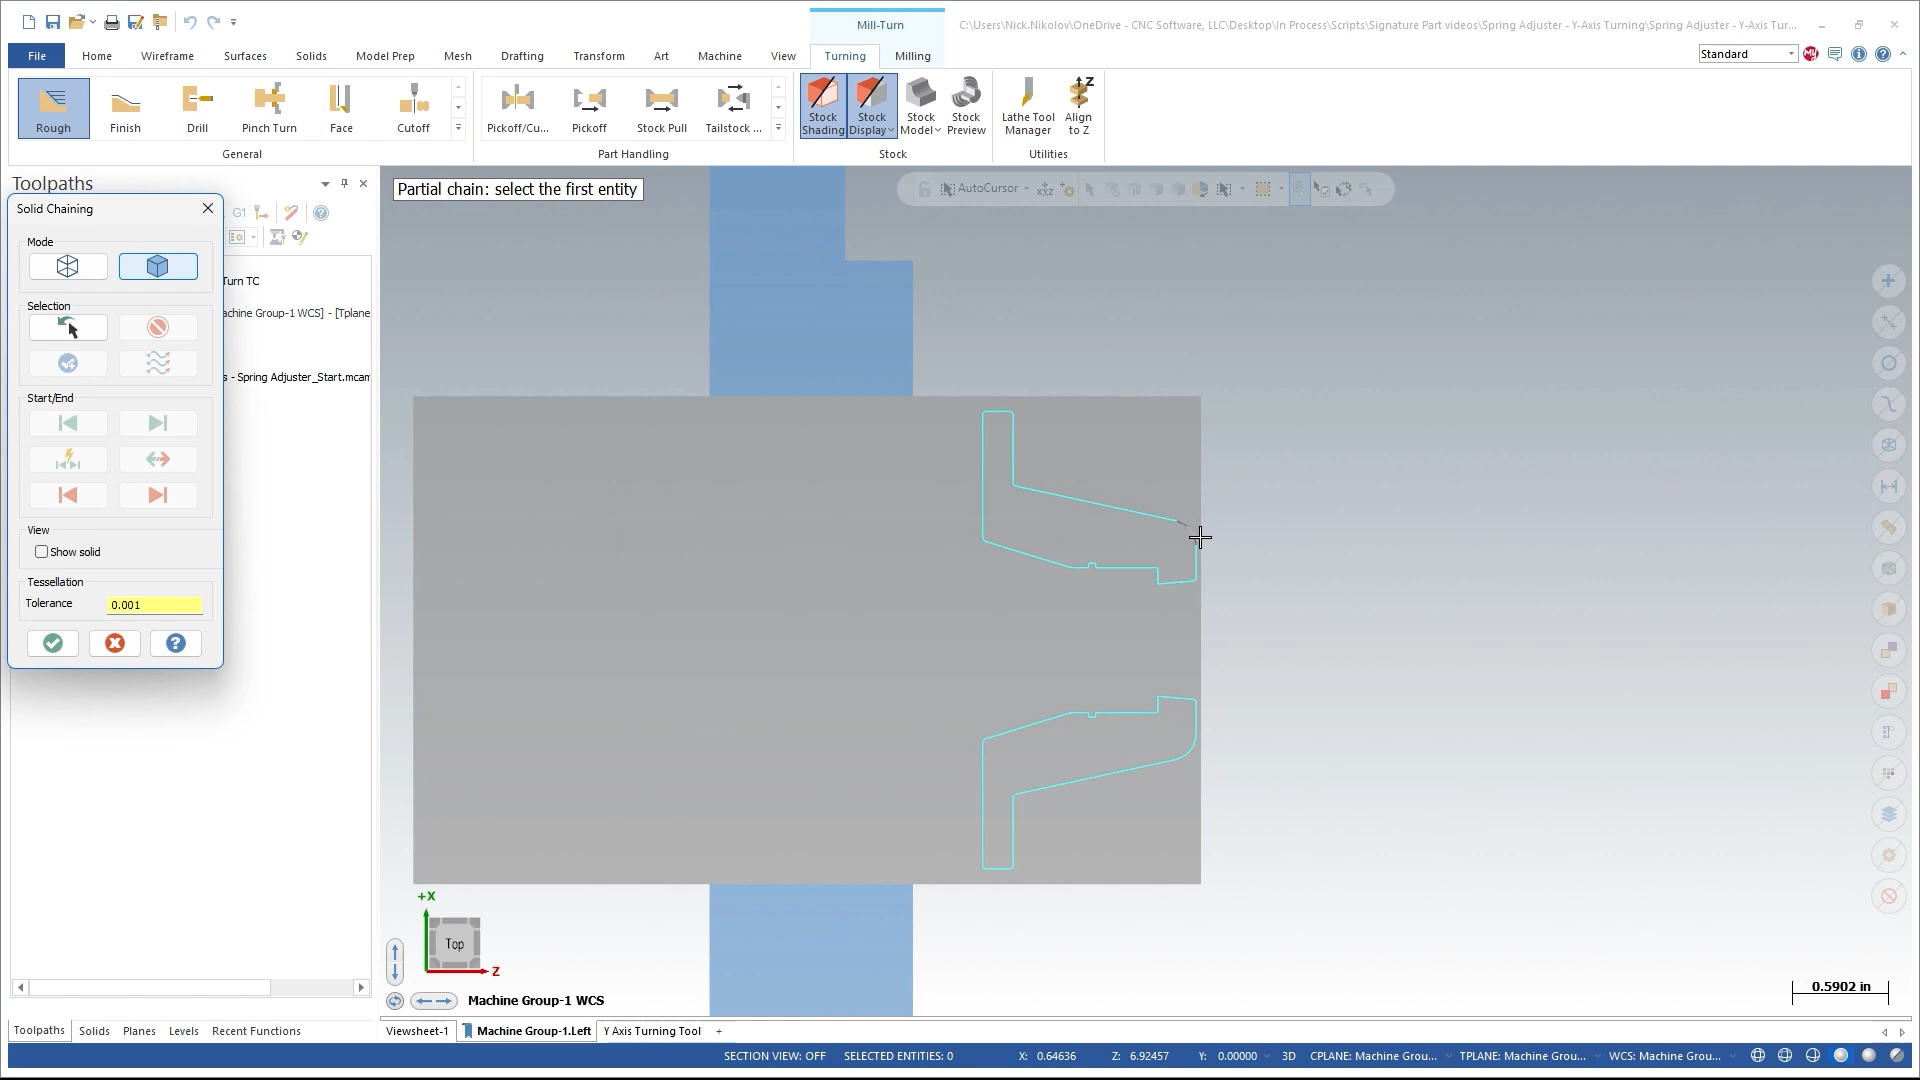 Mill-Turn
C:\Users\Nick.Nikolov\OneDrive - CNC Software, LLC\Desktop\In Process\Scripts\Signature Part videos\Spring Adjuster - Y-Axis Turning\Spring Adjuster - Y-Axis Tur...
File Home Wireframe Surfaces Solids Model Prep Mesh Drafting Transform Art Machine View Turning Milling
Standard
Rough Finish Drill Pinch Turn Face Cutoff
Pickoff/Cu... Pickoff Stock Pull Tailstock ...
Stock Shading
Stock Display
Stock Model
Stock Preview
Lathe Tool Manager
Align to Z
General Part Handling Stock Utilities
Toolpaths
Partial chain: select the first entity
AutoCursor
Solid Chaining
G1
Mode
Turn TC
Selection
achine Group-1 WCS] - [Tplane
s - Spring Adjuster_Start.mcam
Start/End
View
Show solid
Tessellation
Tolerance 0.001
+X
Top
Z
Machine Group-1 WCS
0.5902 in
Toolpaths Solids Planes Levels Recent Functions
Viewsheet-1 Machine Group-1.Left Y Axis Turning Tool +
SECTION VIEW: OFF SELECTED ENTITIES: 0 X: 0.64636 Z: 6.92457 Y: 0.00000 3D CPLANE: Machine Grou... TPLANE: Machine Grou... WCS: Machine Grou...